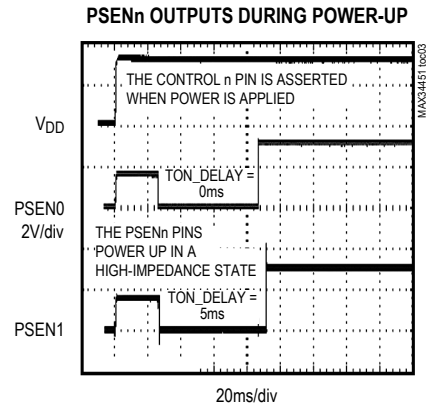 PSENn OUTPUTS DURING POWER-UP
MAX34451 toc03
THE CONTROL n PIN IS ASSERTED
WHEN POWER IS APPLIED
VDD
TON_DELAY =
0ms
PSEN0
2V/div
THE PSENn PINS
POWER UP IN A
HIGH-IMPEDANCE STATE
TON_DELAY =
5ms
PSEN1
20ms/div